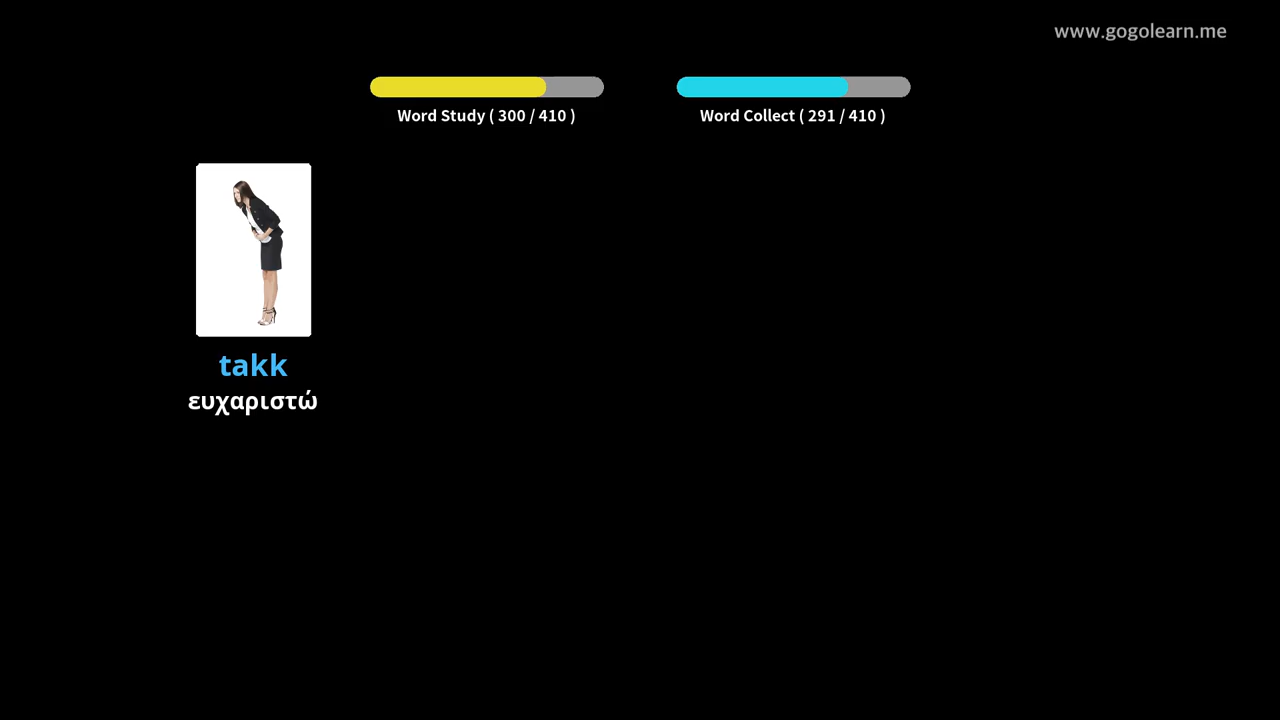 www.gogolearn.me
Word Study ( 300 / 410 )
Word Collect ( 291 / 410 )
takk
ευχαριστώ